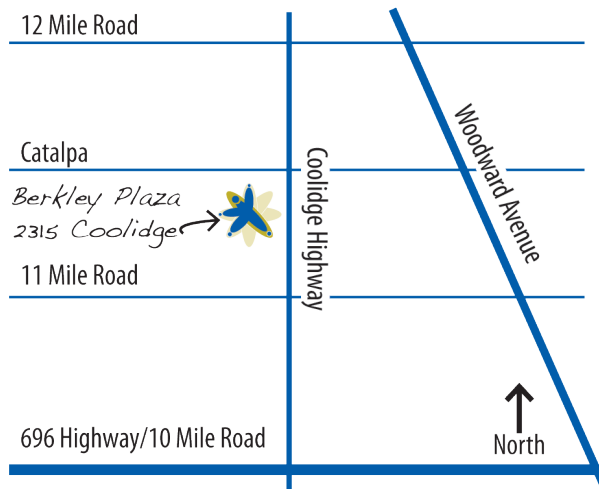 12 Mile Road
Woodward Avenue
Catalpa
Coolidge Highway
Berkley Plaza
2315 Coolidge
11 Mile Road
696 Highway/10 Mile Road
North